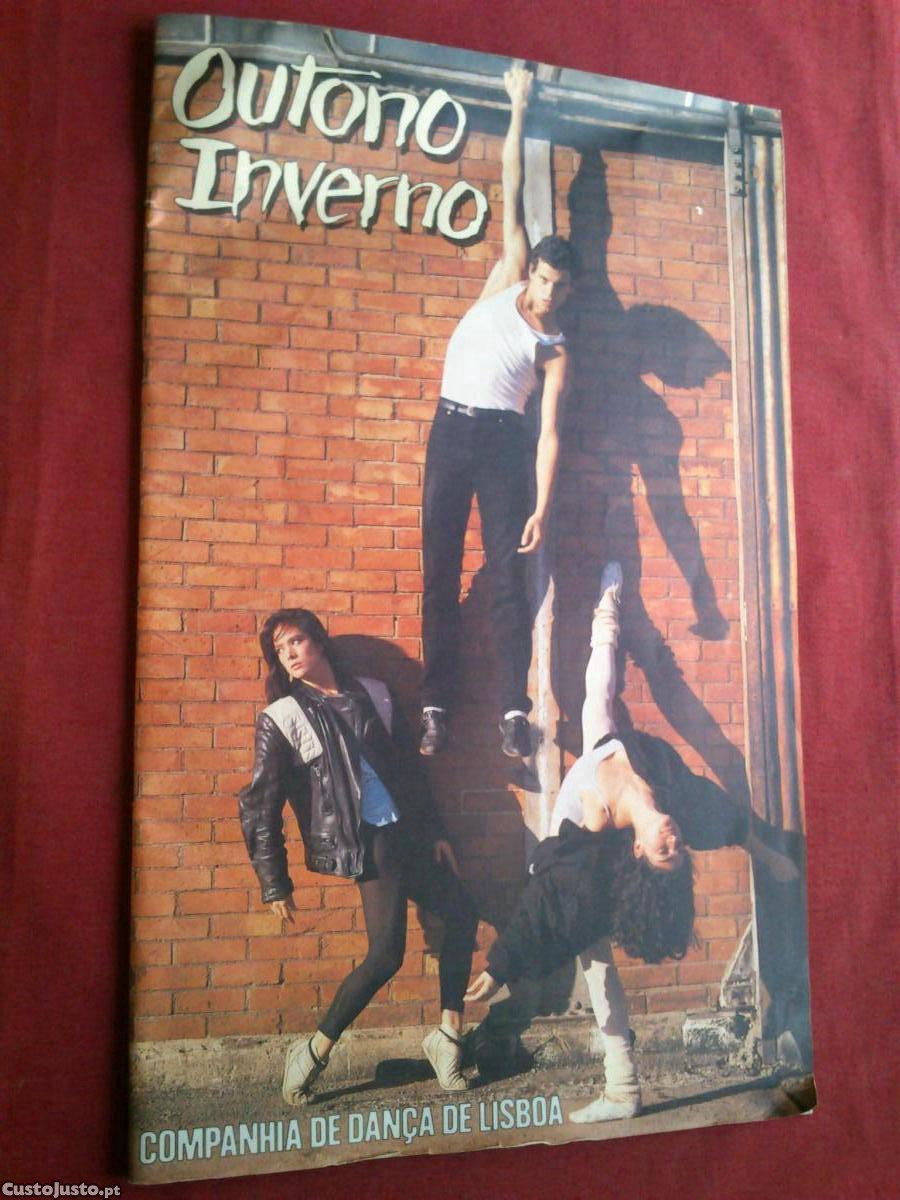 Outono
Inverno
COMPANHIA DE DANÇA DE LISBOA
CustoJusto.pt